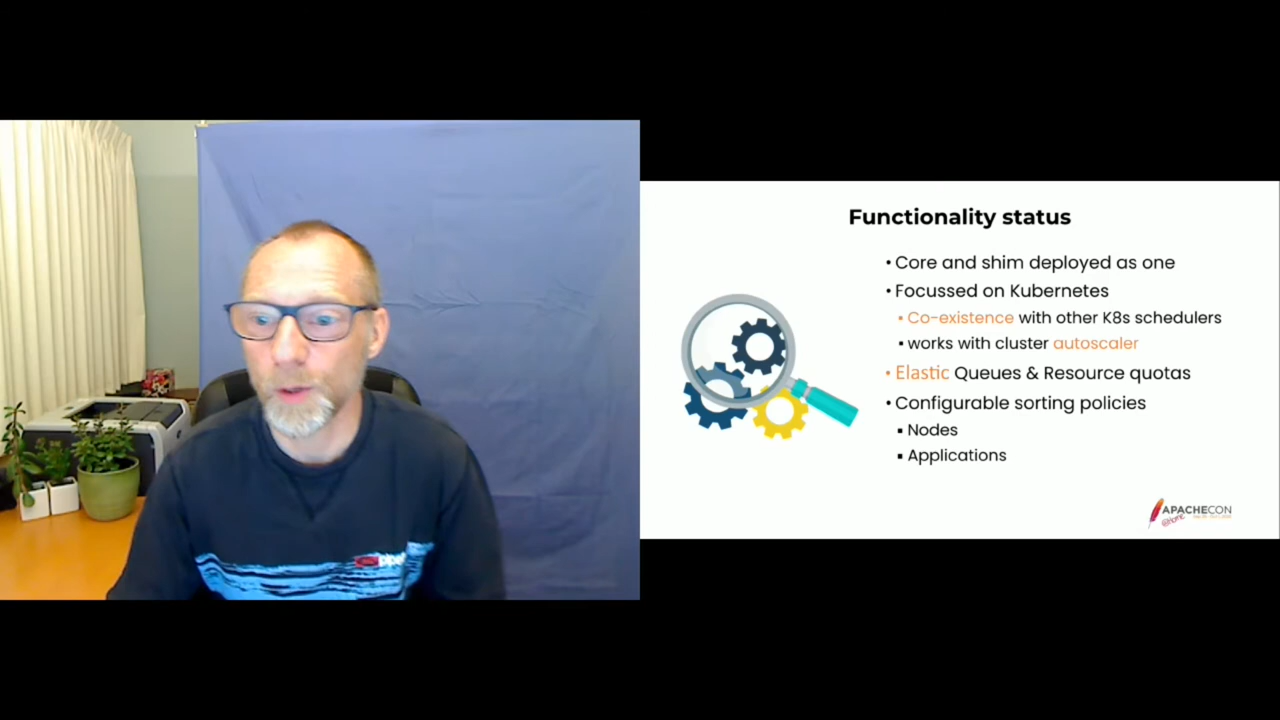 Functionality status
• Core and shim deployed as one
• Focussed on Kubernetes
▪ Co-existence with other K8s schedulers
▪ works with cluster autoscaler
• Elastic Queues & Resource quotas
• Configurable sorting policies
▪ Nodes
▪ Applications
APACHECON
@Home